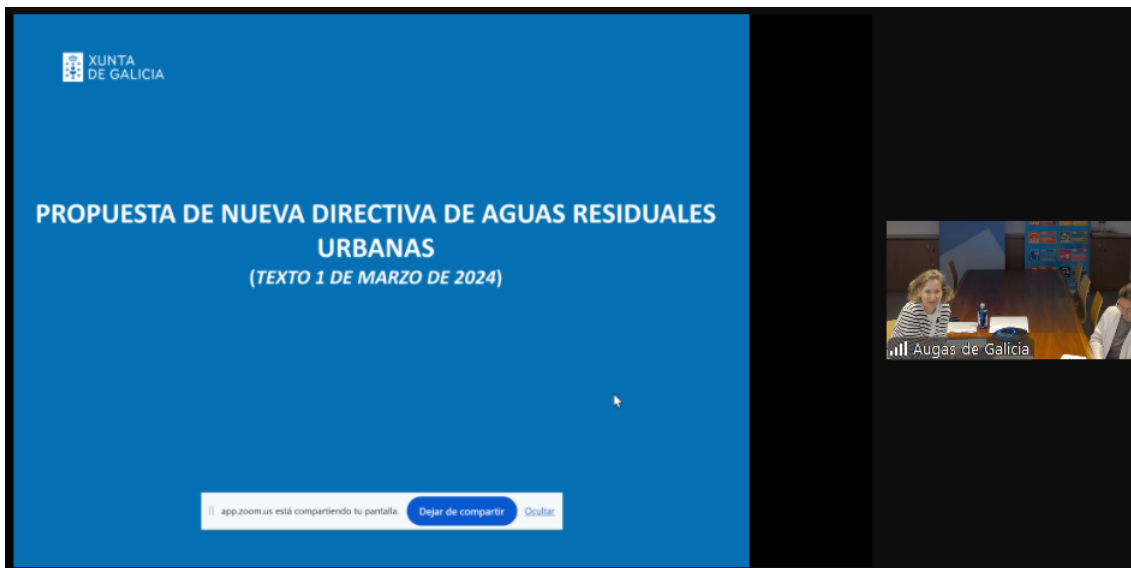 XUNTA
DE GALICIA
PROPUESTA DE NUEVA DIRECTIVA DE AGUAS RESIDUALES
URBANAS
(TEXTO 1 DE MARZO DE 2024)
app.zoom.us está compartiendo tu pantalla. Dejar de compartir Ocultar
Augas de Galicia